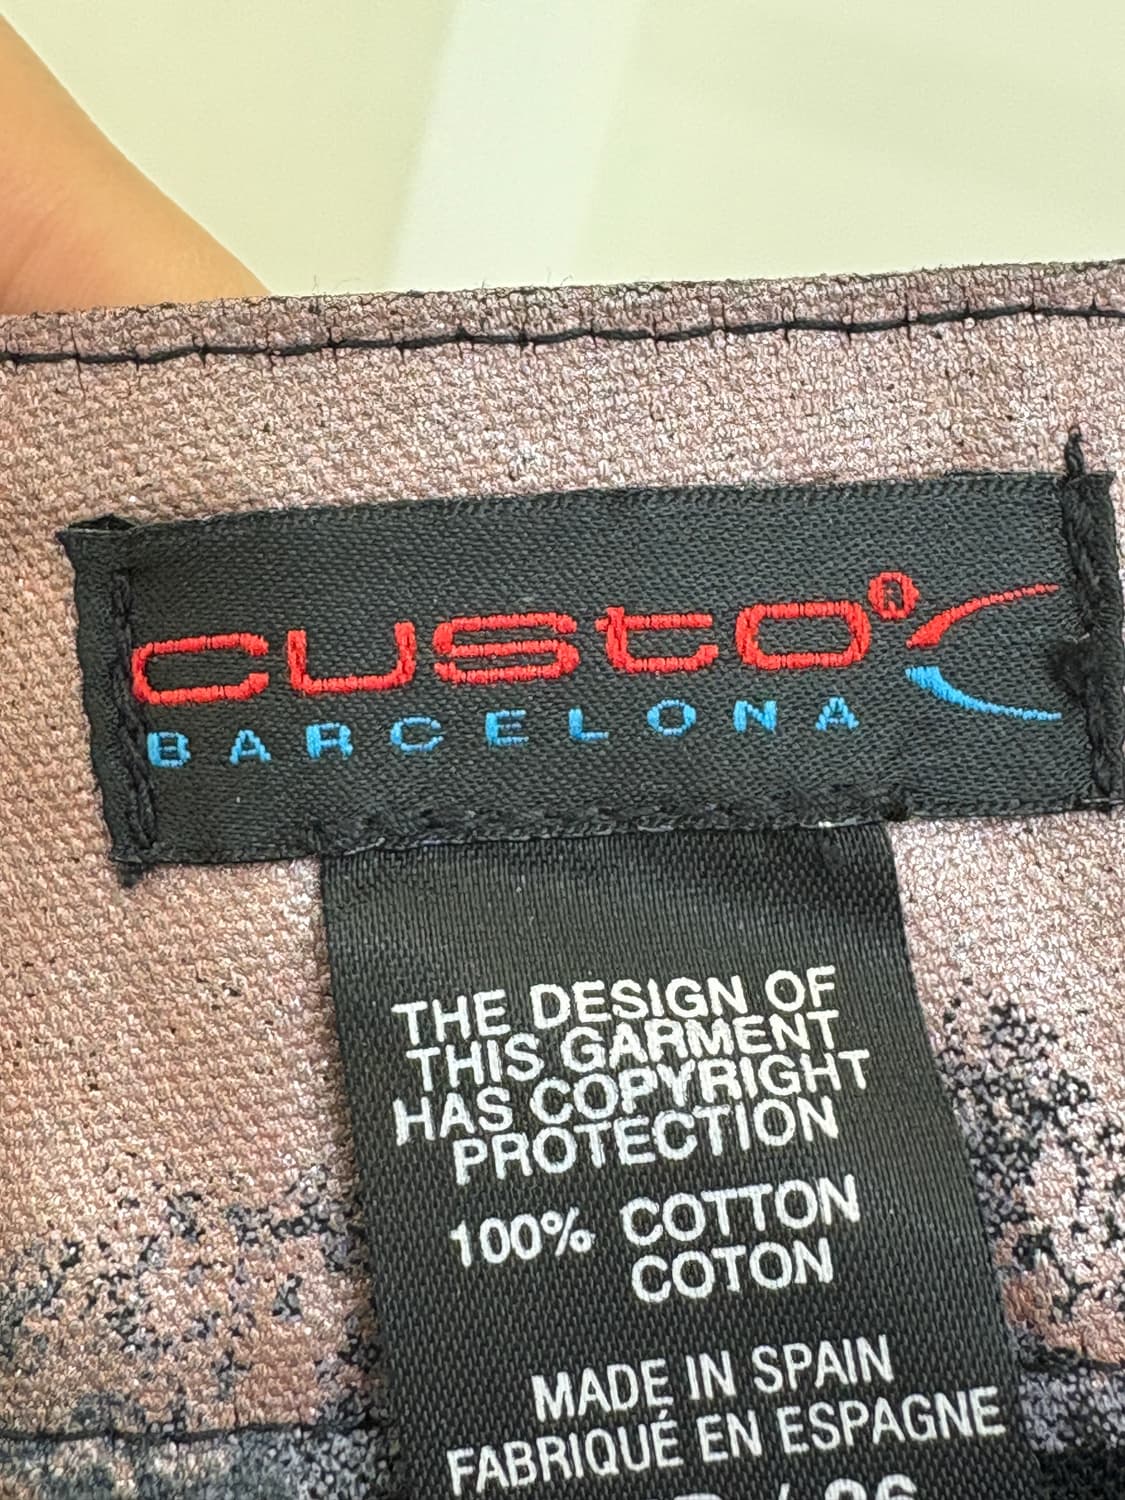 custo®
BARCELONA
THE DESIGN OF
THIS GARMENT
HAS COPYRIGHT
PROTECTION
100% COTTON
COTON
MADE IN SPAIN
FABRIQUÉ EN ESPAGNE